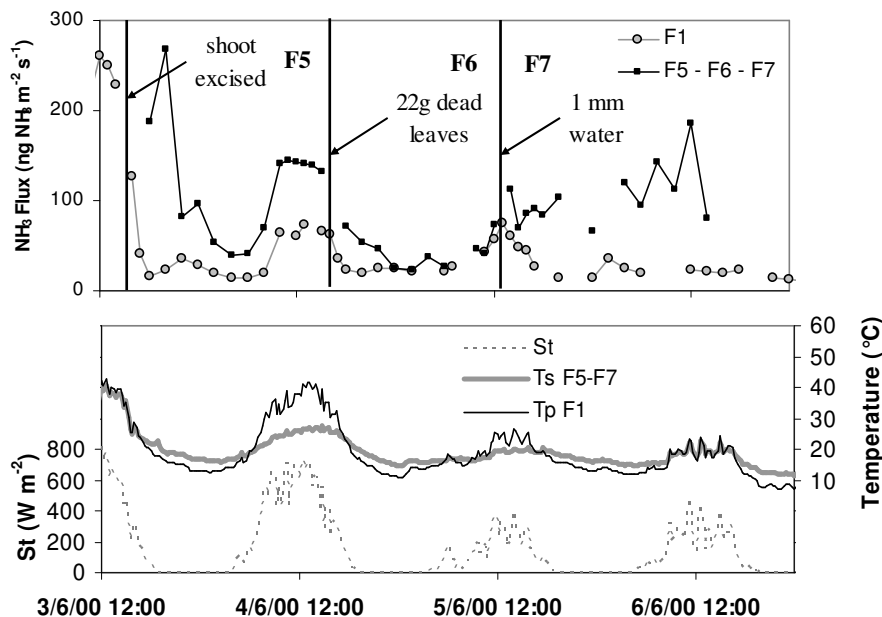 300
200
100
0
NH₃ Flux (ng NH₃ m⁻² s⁻¹)
shoot
excised
F5
F6
F7
22g dead
leaves
1 mm
water
F1
F5 - F6 - F7
St
Ts F5-F7
Tp F1
800
600
400
200
0
St (W m⁻²)
60
50
40
30
20
10
Temperature (°C)
3/6/00 12:00
4/6/00 12:00
5/6/00 12:00
6/6/00 12:00